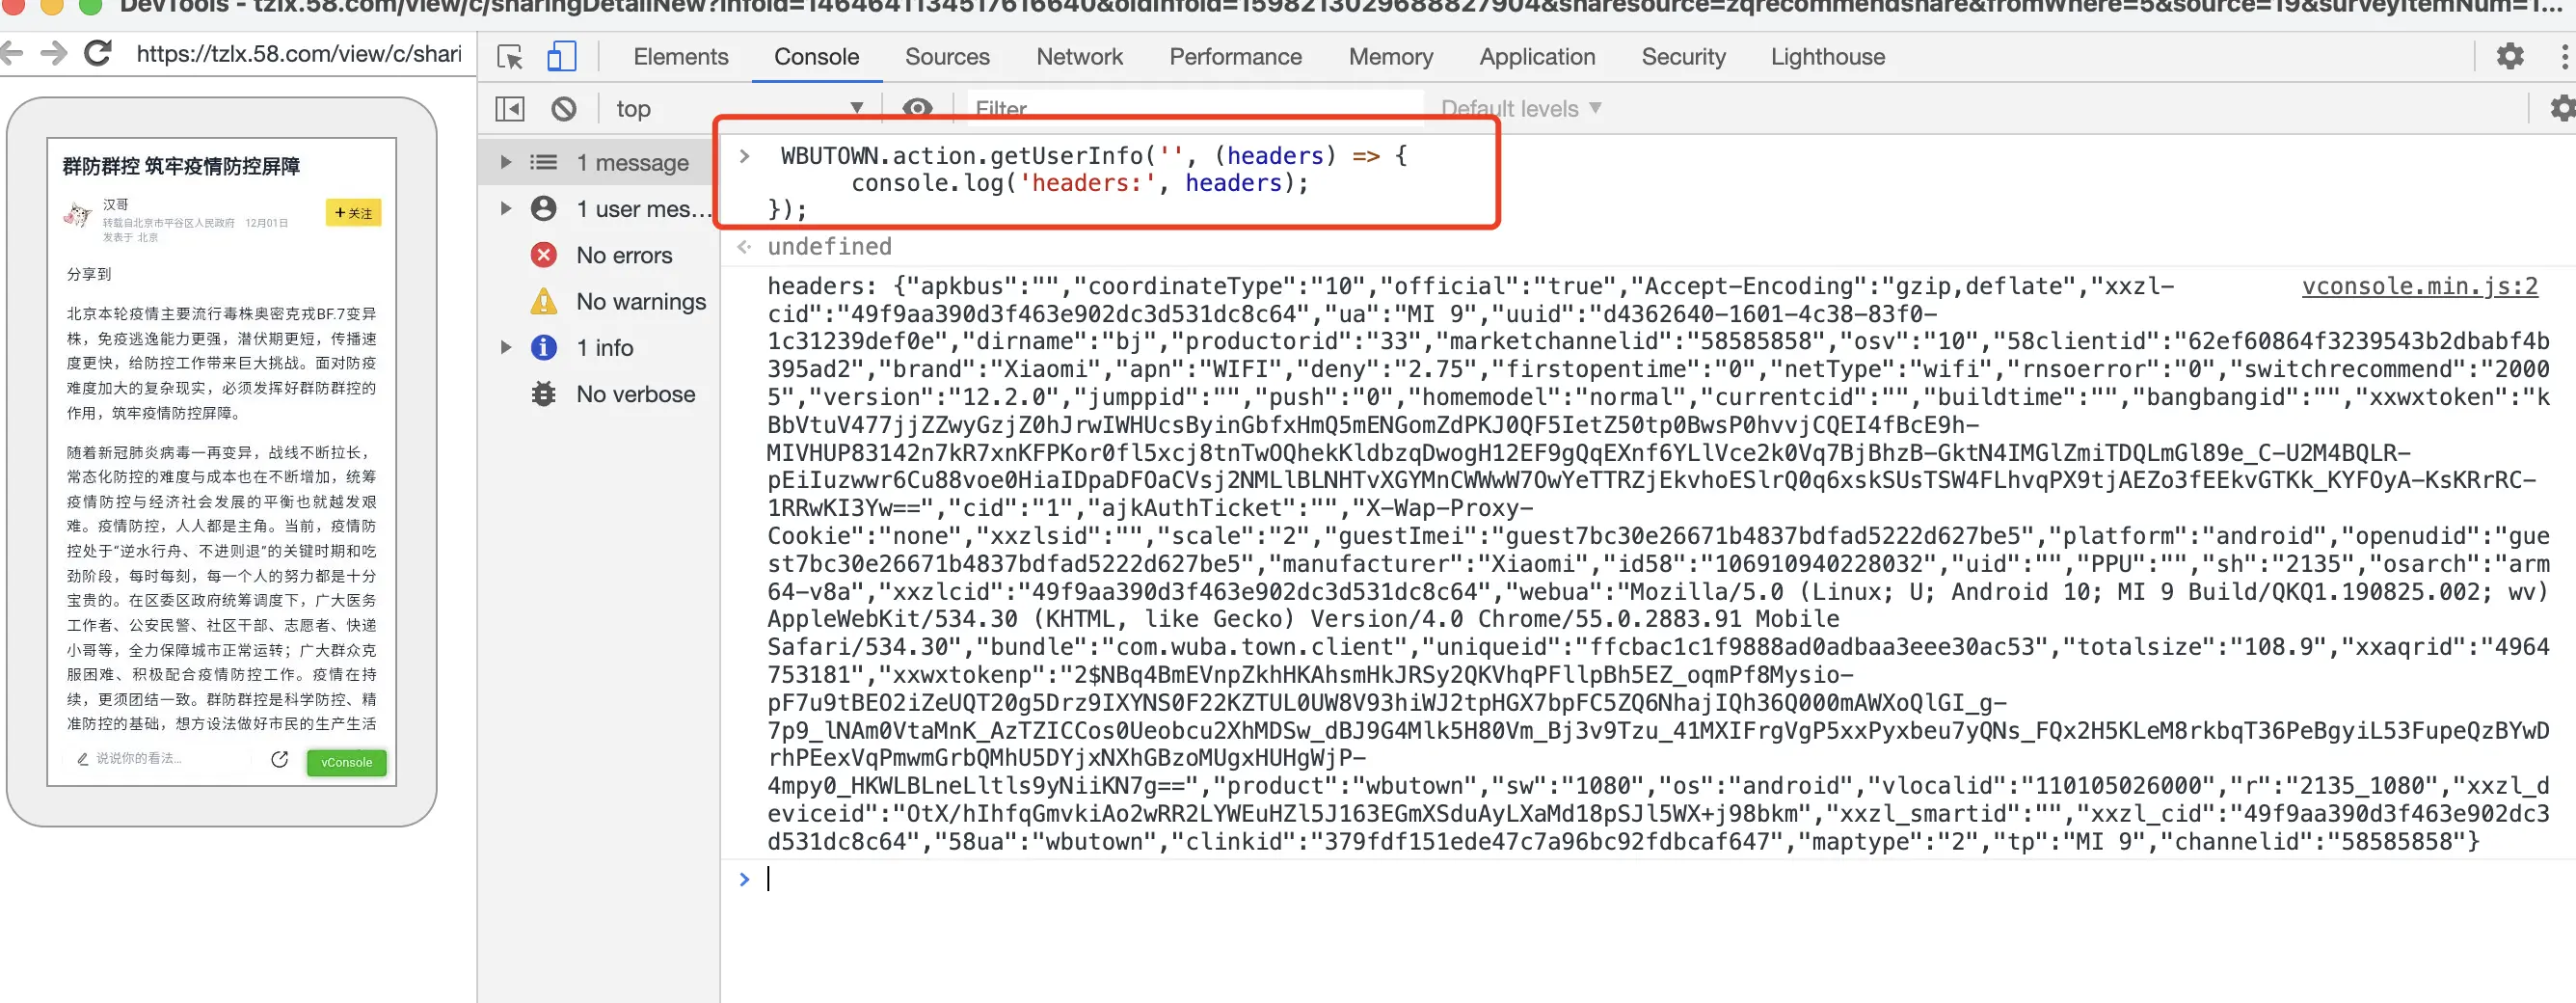 DevTools - tzlx.58.com/view/c/sharingDetailNew?infoId=1464641134517616640&oldInfoId=1598213029688827904&sharesource=zqrecommendshare&fromWhere=5&source=19&surveyItemNum=1...
https://tzlx.58.com/view/c/shari
Elements Console Sources Network Performance Memory Application Security Lighthouse
top Filter Default levels
群防群控 筑牢疫情防控屏障
汉哥
转载自北京市平谷区人民政府 12月01日
发表于 北京
+关注
分享到
北京本轮疫情主要流行毒株奥密克戎BF.7变异
株，免疫逃逸能力更强，潜伏期更短，传播速
度更快，给防控工作带来巨大挑战。面对防疫
难度加大的复杂现实，必须发挥好群防群控的
作用，筑牢疫情防控屏障。
随着新冠肺炎病毒一再变异，战线不断拉长，
常态化防控的难度与成本也在不断增加，统筹
疫情防控与经济社会发展的平衡也就越发艰
难。疫情防控，人人都是主角。当前，疫情防
控处于“逆水行舟、不进则退”的关键时期和吃
劲阶段，每时每刻，每一个人的努力都是十分
宝贵的。在区委区政府统筹调度下，广大医务
工作者、公安民警、社区干部、志愿者、快递
小哥等，全力保障城市正常运转；广大群众克
服困难、积极配合疫情防控工作。疫情在持
续，更须团结一致。群防群控是科学防控、精
准防控的基础，想方设法做好市民的生产生活
说说你的看法...
vConsole
1 message
1 user mes...
No errors
No warnings
1 info
No verbose
> WBUTOWN.action.getUserInfo('', (headers) => {
console.log('headers:', headers);
});
undefined
headers: {"apkbus":"","coordinateType":"10","official":"true","Accept-Encoding":"gzip,deflate","xxzl- vconsole.min.js:2
cid":"49f9aa390d3f463e902dc3d531dc8c64","ua":"MI 9","uuid":"d4362640-1601-4c38-83f0-
1c31239def0e","dirname":"bj","productorid":"33","marketchannelid":"58585858","osv":"10","58clientid":"62ef60864f3239543b2dbabf4b
395ad2","brand":"Xiaomi","apn":"WIFI","deny":"2.75","firstopentime":"0","netType":"wifi","rnsoerror":"0","switchrecommend":"2000
5","version":"12.2.0","jumppid":"","push":"0","homemodel":"normal","currentcid":"","buildtime":"","bangbangid":"","xxwxtoken":"k
BbVtuV477jjZZwyGzjZ0hJrwIWHUcsByinGbfxHmQ5mENGomZdPKJ0QF5IetZ50tp0BwsP0hvvjCQEI4fBcE9h-
MIVHUP83142n7kR7xnKFPKor0fl5xcj8tnTwOQhekKldbzqDwogH12EF9gQqEXnf6YLlVce2k0Vq7BjBhzB-GktN4IMGlZmiTDQLmGl89e_C-U2M4BQLR-
pEiIuzwwr6Cu88voe0HiaIDpaDFOaCVsj2NMLlBLNHTvXGYMnCWWwW7OwYeTTRZjEkvhoESlrQ0q6xskSUsTSW4FLhvqPX9tjAEZo3fEEkvGTKk_KYFOyA-KsKRrRC-
1RRwKI3Yw==","cid":"1","ajkAuthTicket":"","X-Wap-Proxy-
Cookie":"none","xxzlsid":"","scale":"2","guestImei":"guest7bc30e26671b4837bdfad5222d627be5","platform":"android","openudid":"gue
st7bc30e26671b4837bdfad5222d627be5","manufacturer":"Xiaomi","id58":"106910940228032","uid":"","PPU":"","sh":"2135","osarch":"arm
64-v8a","xxzlcid":"49f9aa390d3f463e902dc3d531dc8c64","webua":"Mozilla/5.0 (Linux; U; Android 10; MI 9 Build/QKQ1.190825.002; wv)
AppleWebKit/534.30 (KHTML, like Gecko) Version/4.0 Chrome/55.0.2883.91 Mobile
Safari/534.30","bundle":"com.wuba.town.client","uniqueid":"ffcbac1c1f9888ad0adbaa3eee30ac53","totalsize":"108.9","xxaqrid":"4964
753181","xxwxtokenp":"2$NBq4BmEVnpZkhHKAhsmHkJRSy2QKVhqPFllpBh5EZ_oqmPf8Mysio-
pF7u9tBEO2iZeUQT20g5Drz9IXYNS0F22KZTUL0UW8V93hiWJ2tpHGX7bpFC5ZQ6NhajIQh36Q000mAWXoQlGI_g-
7p9_lNAm0VtaMnK_AzTZICCos0Ueobcu2XhMDSw_dBJ9G4Mlk5H80Vm_Bj3v9Tzu_41MXIFrgVgP5xxPyxbeu7yQNs_FQx2H5KLeM8rkbqT36PeBgyiL53FupeQzBYwD
rhPEexVqPmwmGrbQMhU5DYjxNXhGBzoMUgxHUHgWjP-
4mpy0_HKWLBLneLltls9yNiiKN7g==","product":"wbutown","sw":"1080","os":"android","vlocalid":"110105026000","r":"2135_1080","xxzl_d
eviceid":"OtX/hIhfqGmvkiAo2wRR2LYWEuHZl5J163EGmXSduAyLXaMd18pSJl5WX+j98bkm","xxzl_smartid":"","xxzl_cid":"49f9aa390d3f463e902dc3
d531dc8c64","58ua":"wbutown","clinkid":"379fdf151ede47c7a96bc92fdbcaf647","maptype":"2","tp":"MI 9","channelid":"58585858"}
>